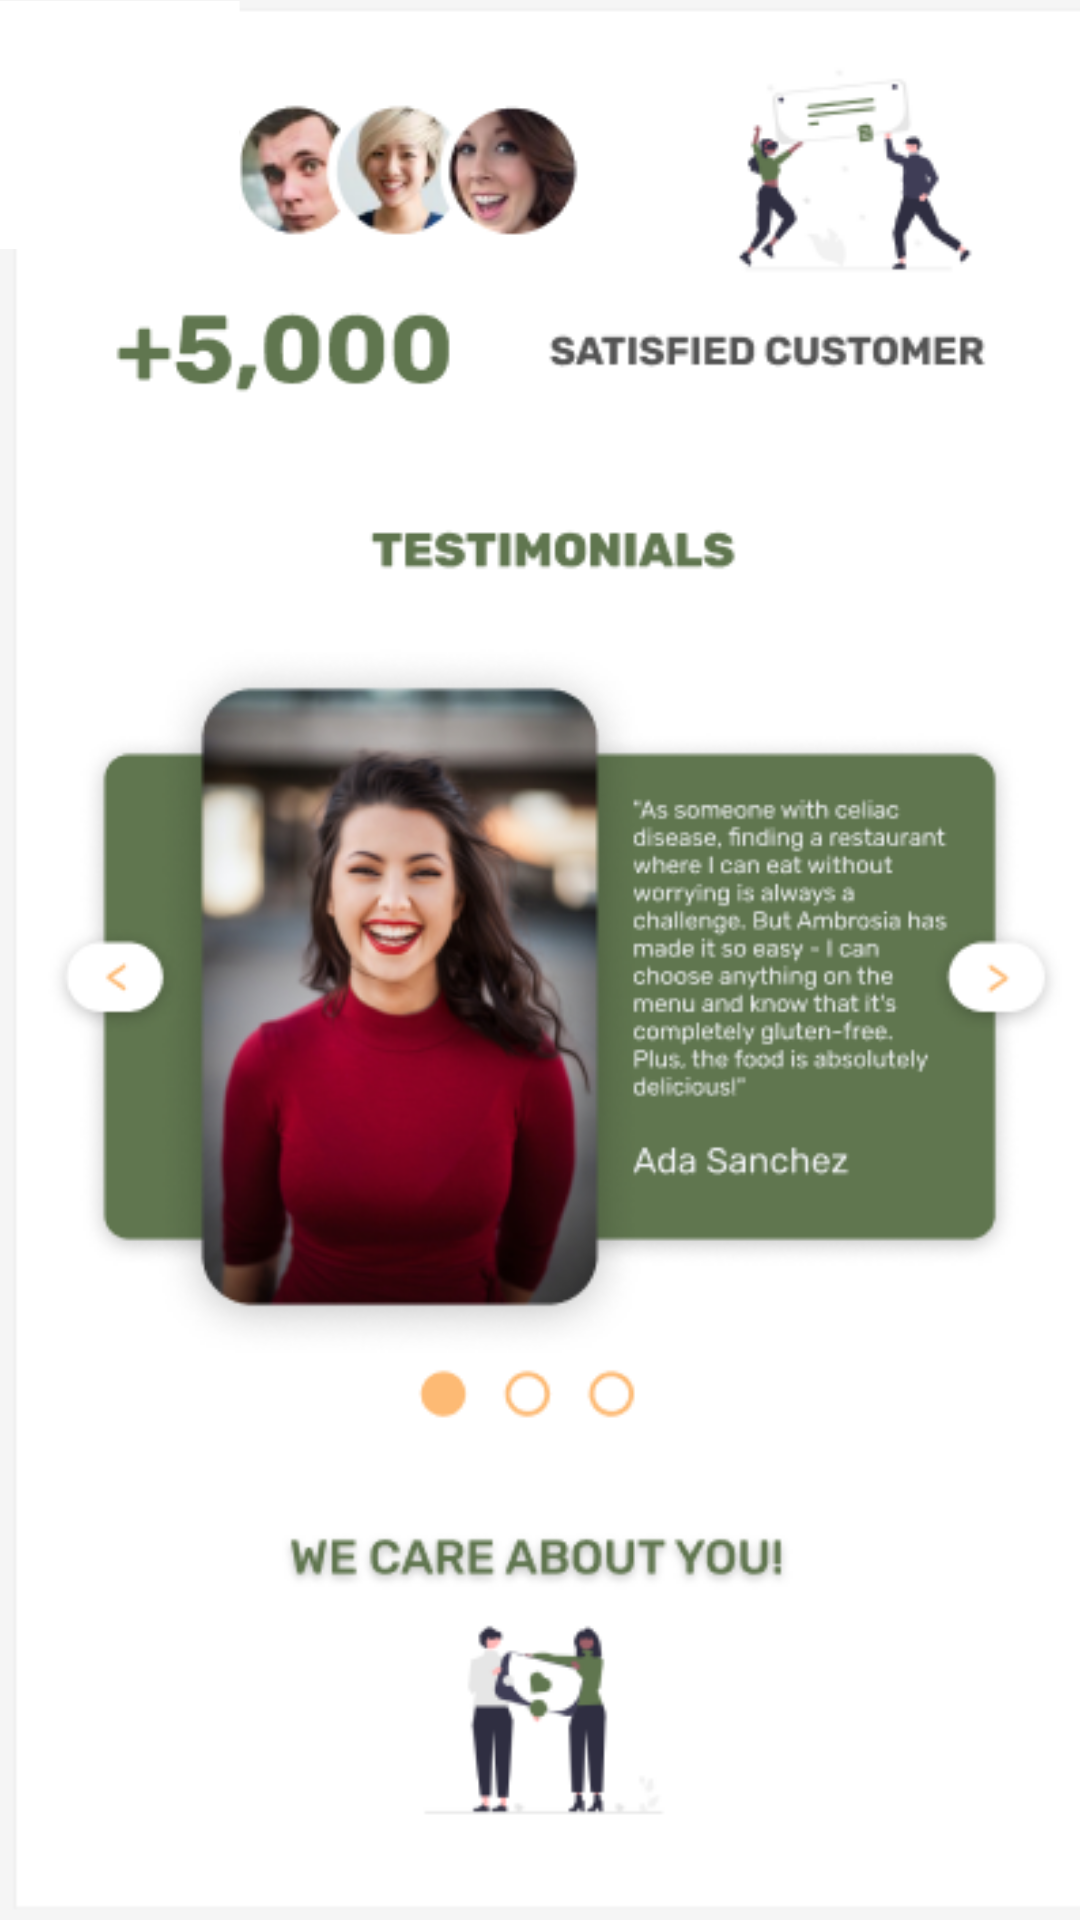 +5,000
SATISFIED CUSTOMER
TESTIMONIALS
"As someone with celiac
disease, finding a restaurant
where I can eat without
worrying is always a
challenge. But Ambrosia has
made it so easy - I can
choose anything on the
menu and know that it's
completely gluten-free.
Plus, the food is absolutely
delicious!"
Ada Sanchez
<
>
WE CARE ABOUT YOU!